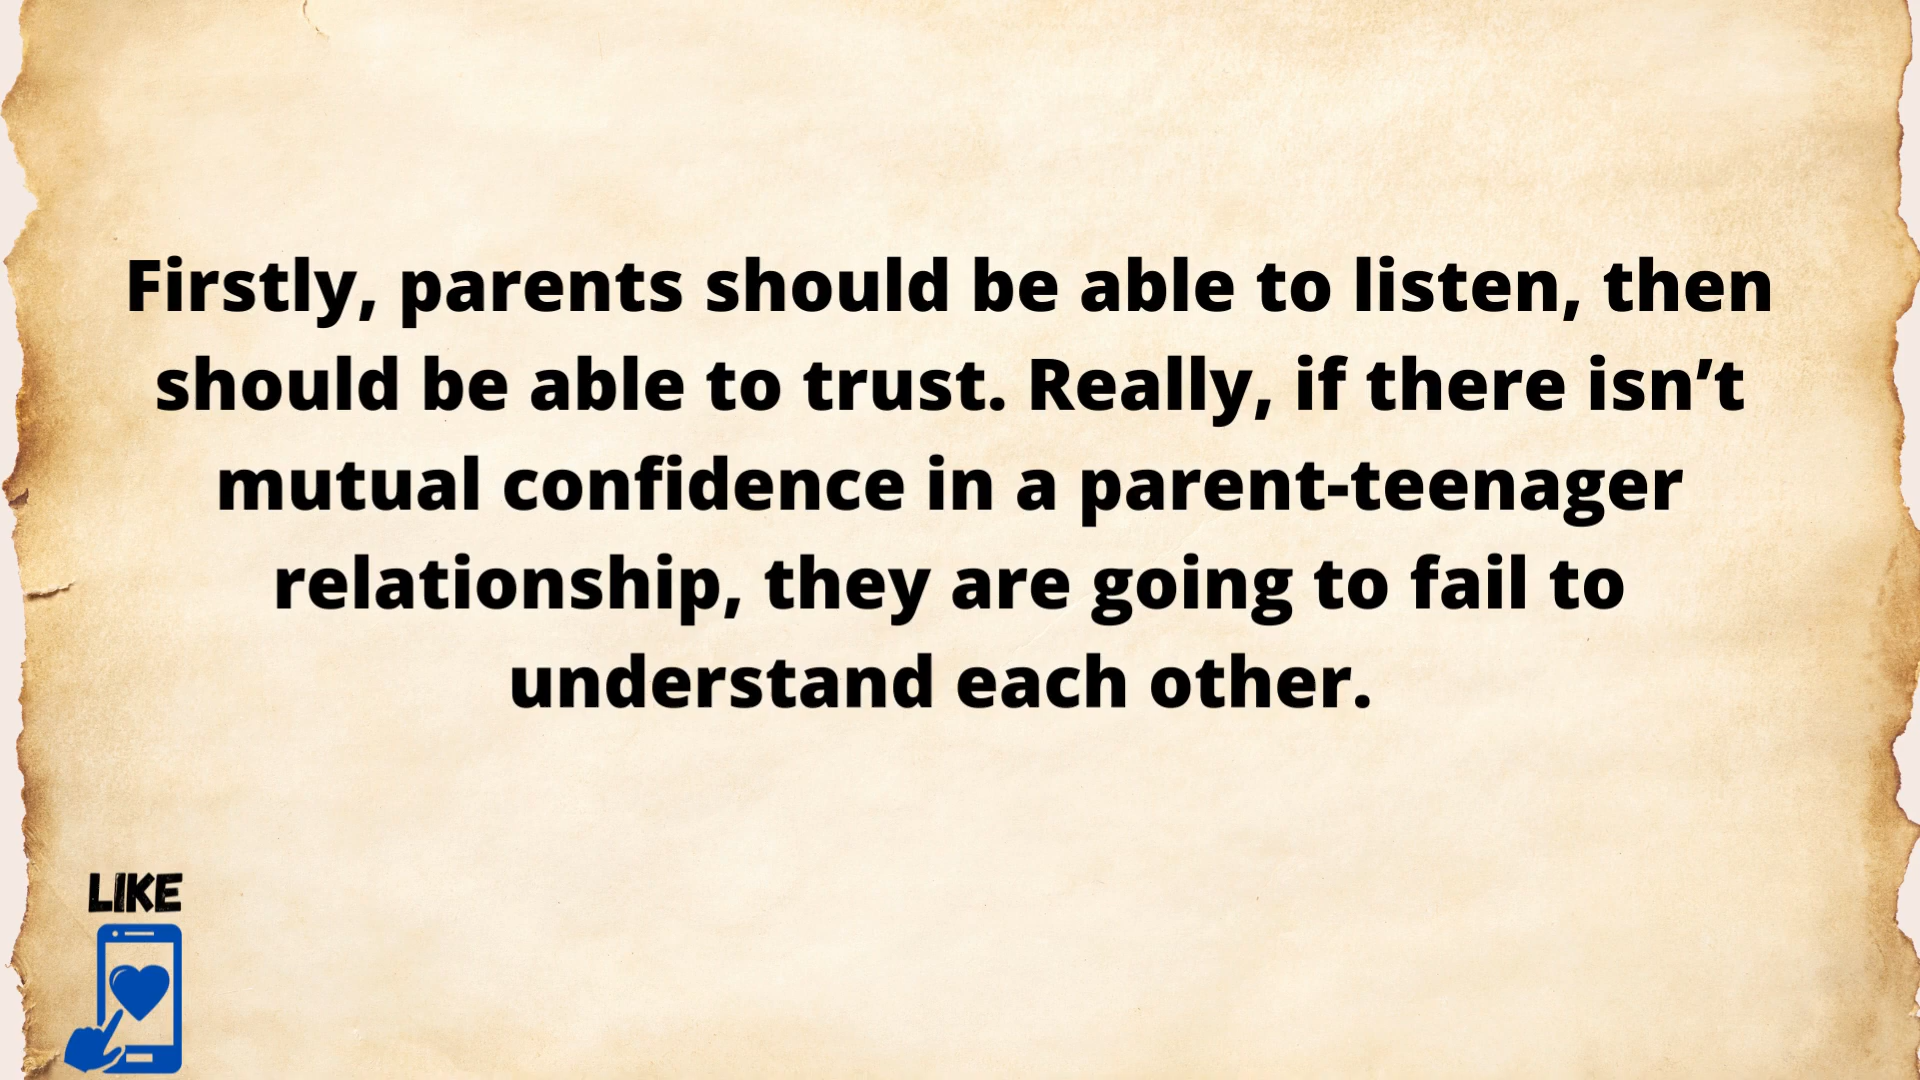 Firstly, parents should be able to listen, then
should be able to trust. Really, if there isn’t
mutual confidence in a parent-teenager
relationship, they are going to fail to
understand each other.
LIKE